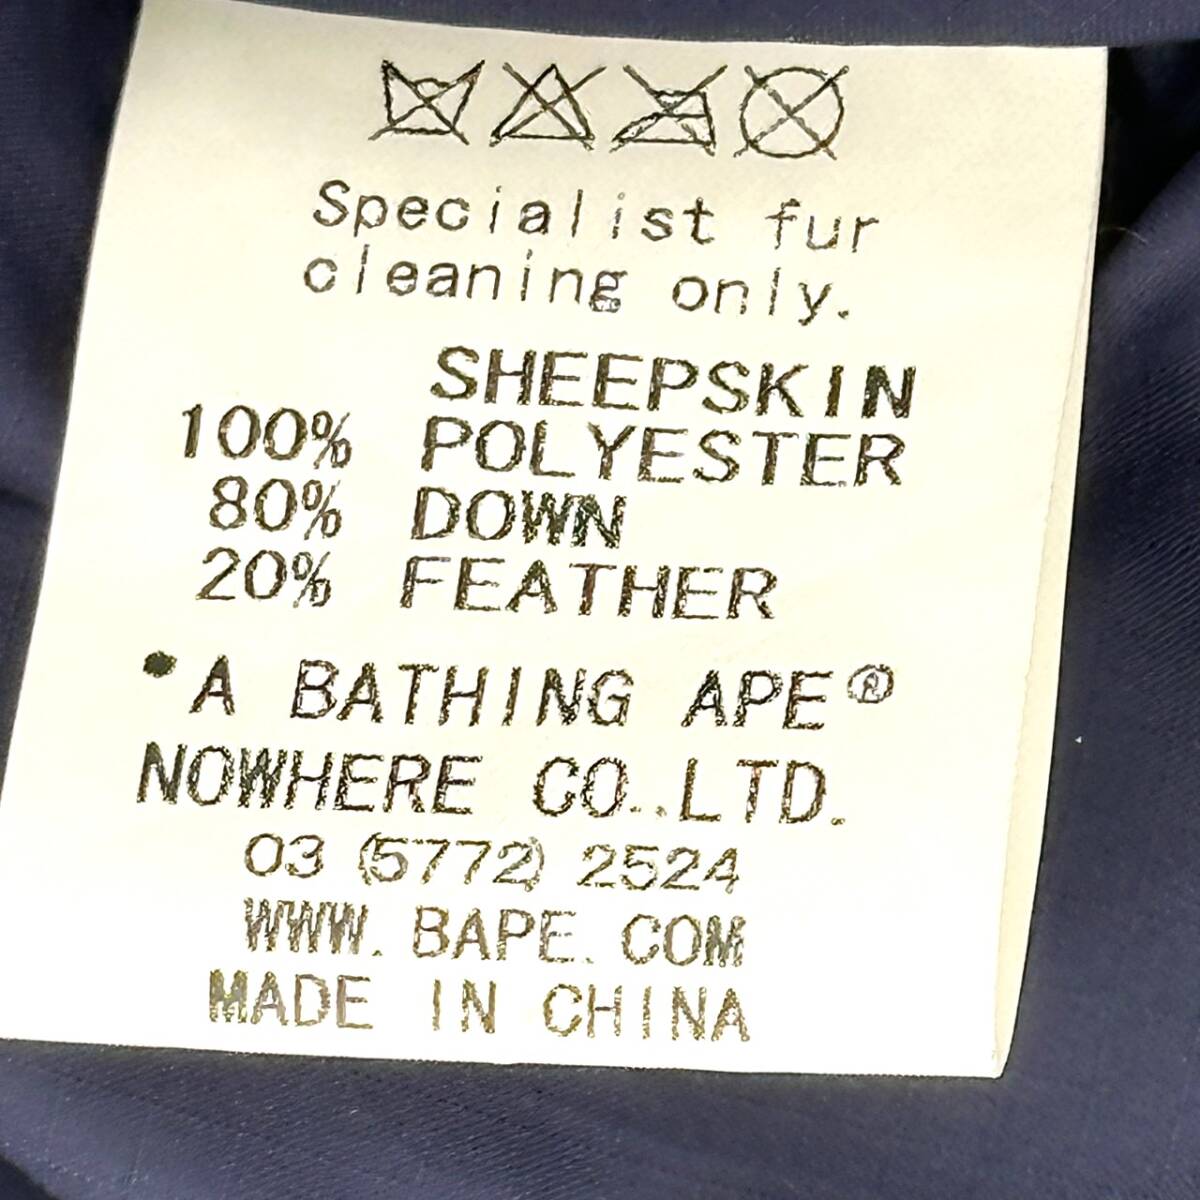 Specialist fur
cleaning only.
SHEEPSKIN
100% POLYESTER
80% DOWN
20% FEATHER
•A BATHING APE®
NOWHERE CO.,LTD.
03 (5772) 2524
WWW.BAPE.COM
MADE IN CHINA